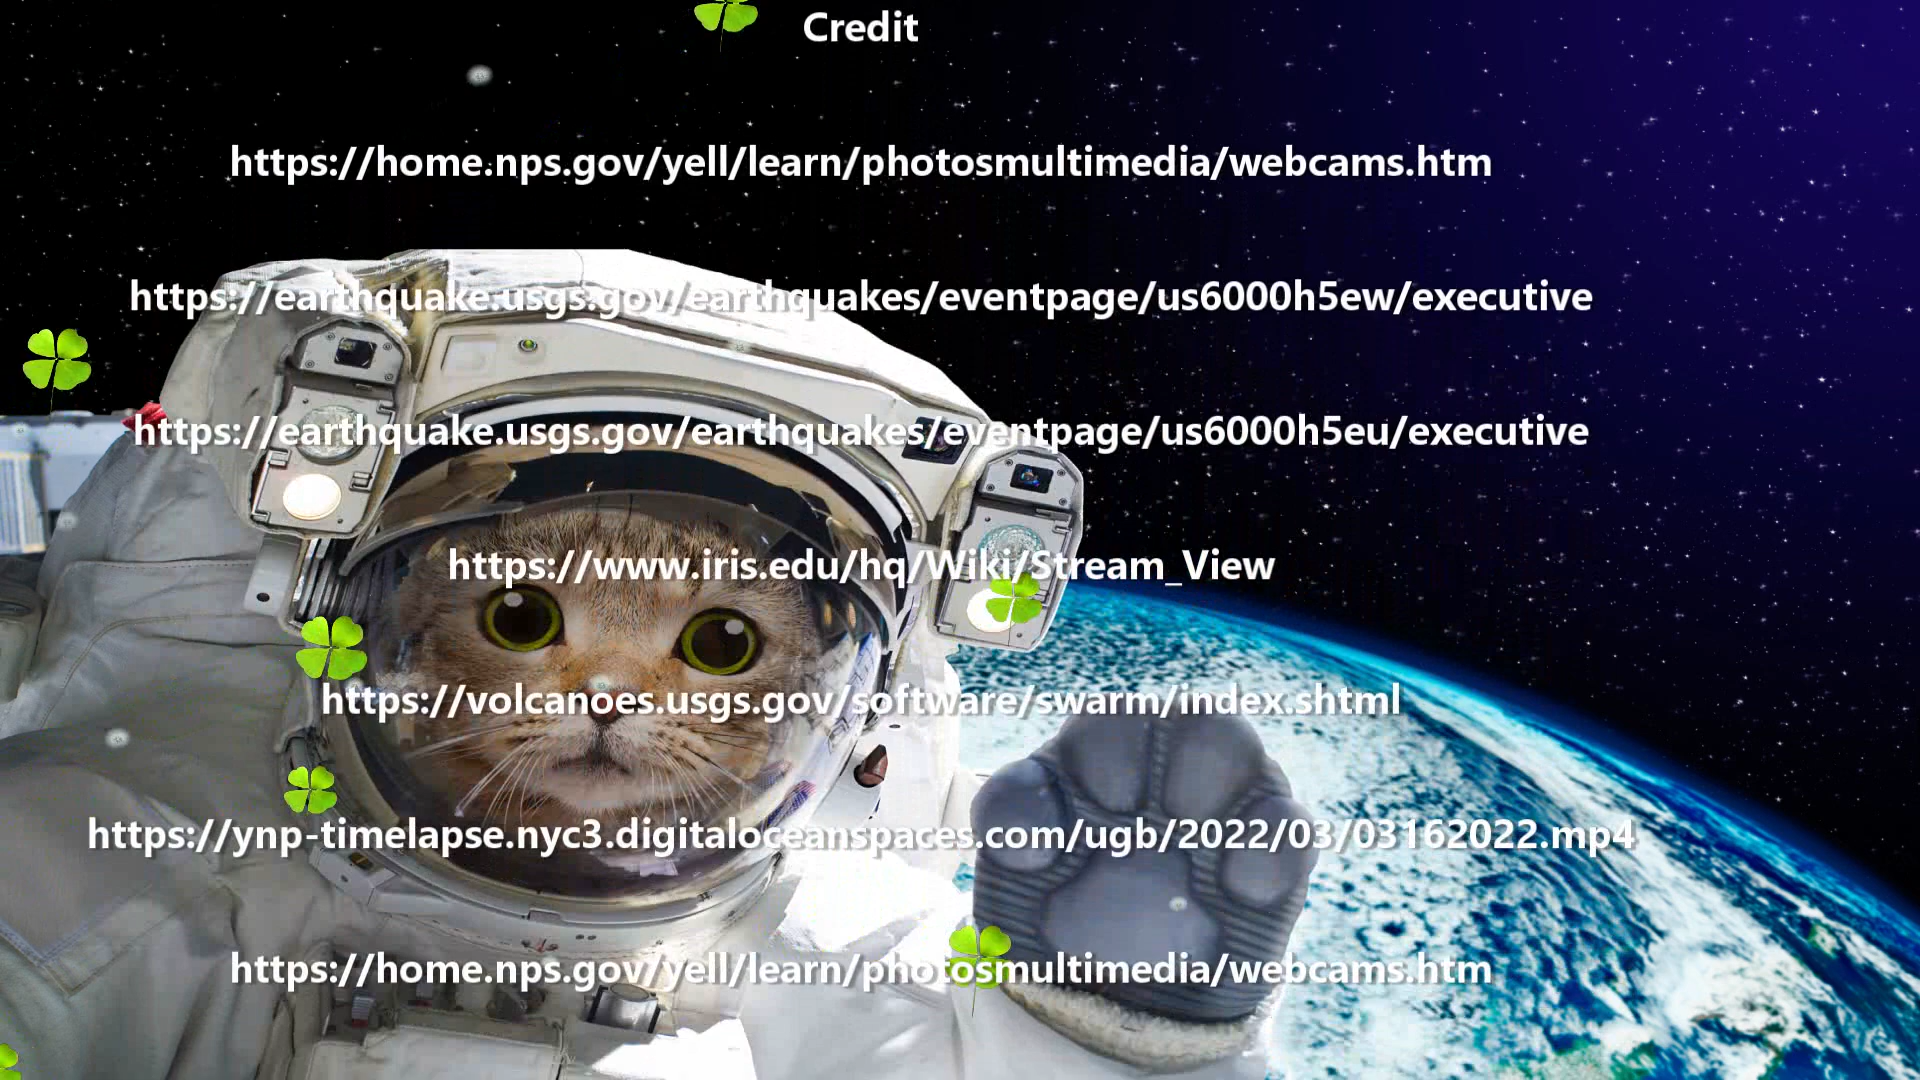 Credit
https://home.nps.gov/yell/learn/photosmultimedia/webcams.htm
https://earthquake.usgs.gov/earthquakes/eventpage/us6000h5ew/executive
https://earthquake.usgs.gov/earthquakes/eventpage/us6000h5eu/executive
https://www.iris.edu/hq/Wiki/Stream_View
https://volcanoes.usgs.gov/software/swarm/index.shtml
https://ynp-timelapse.nyc3.digitaloceanspaces.com/ugb/2022/03/03162022.mp4
https://home.nps.gov/yell/learn/photosmultimedia/webcams.htm